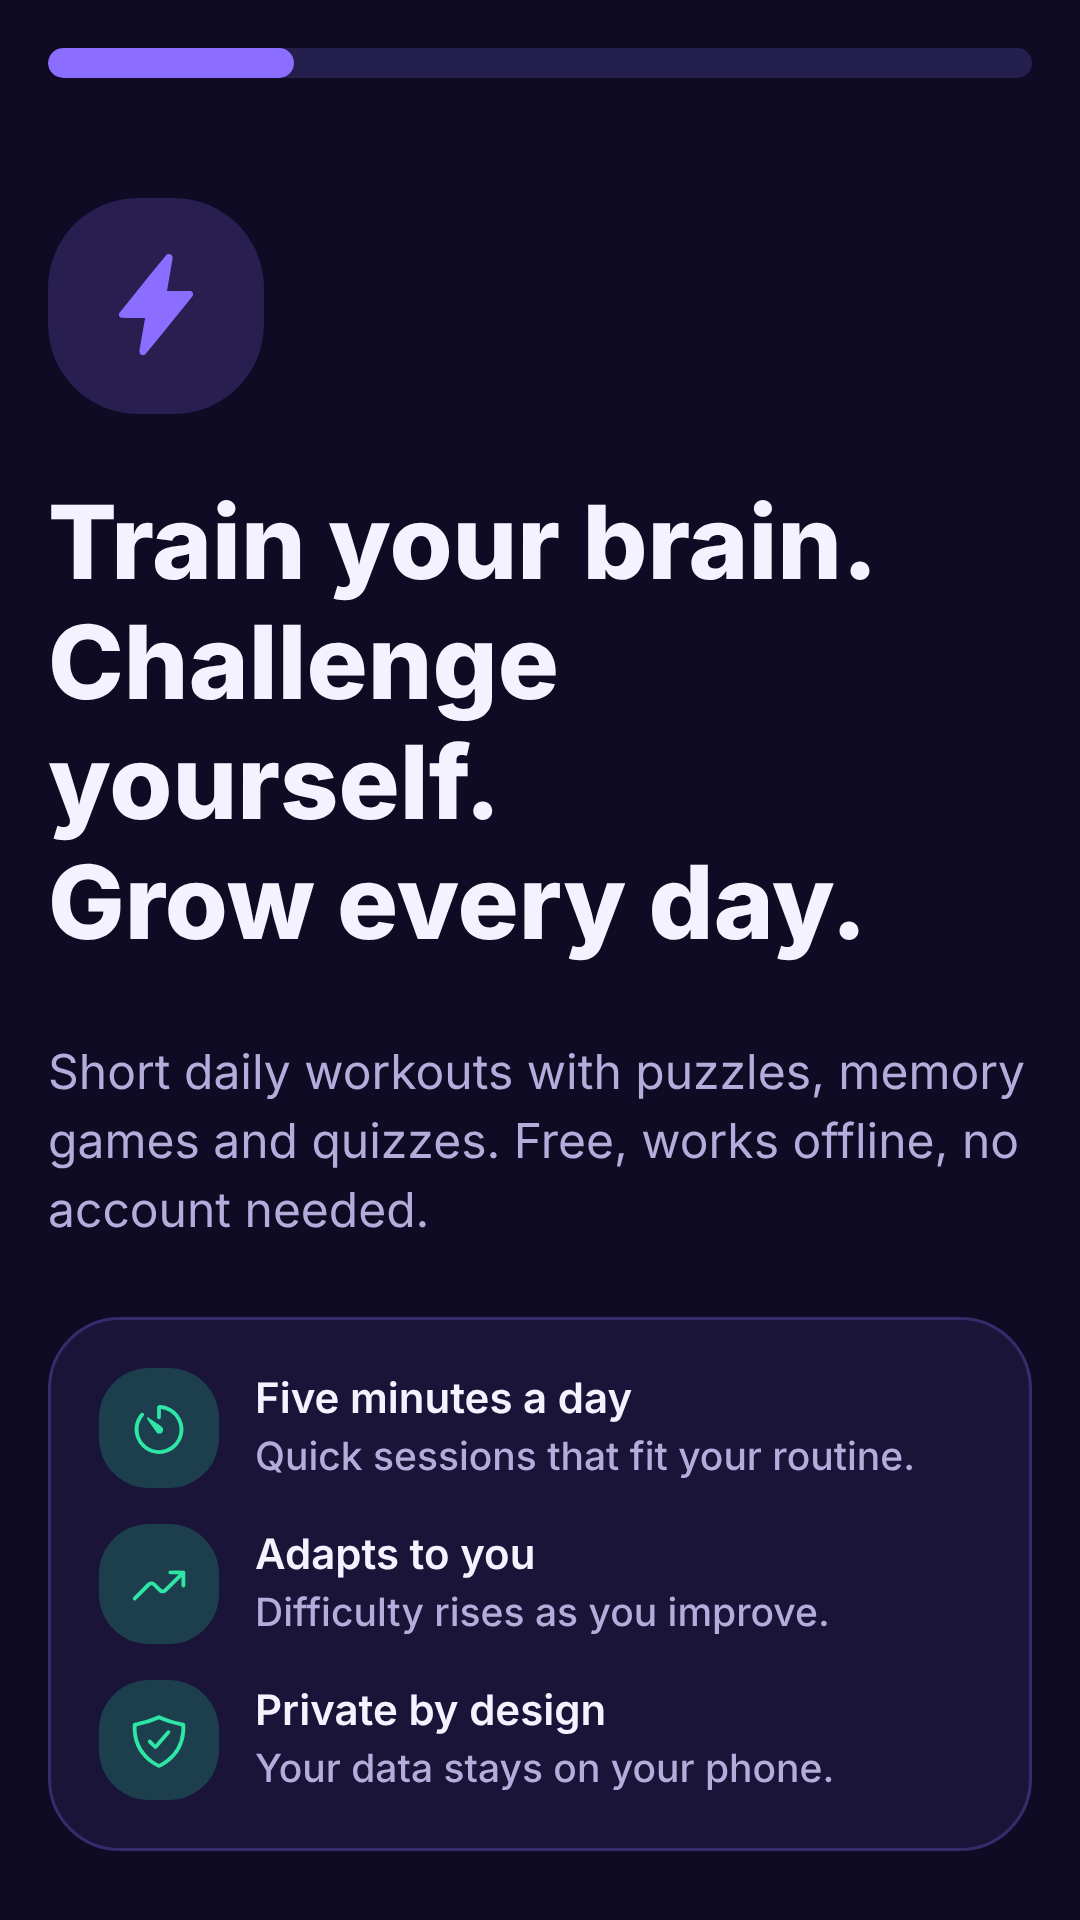 Train your brain.
Challenge
yourself.
Grow every day.
Short daily workouts with puzzles, memory
games and quizzes. Free, works offline, no
account needed.
Five minutes a day
Quick sessions that fit your routine.
Adapts to you
Difficulty rises as you improve.
Private by design
Your data stays on your phone.